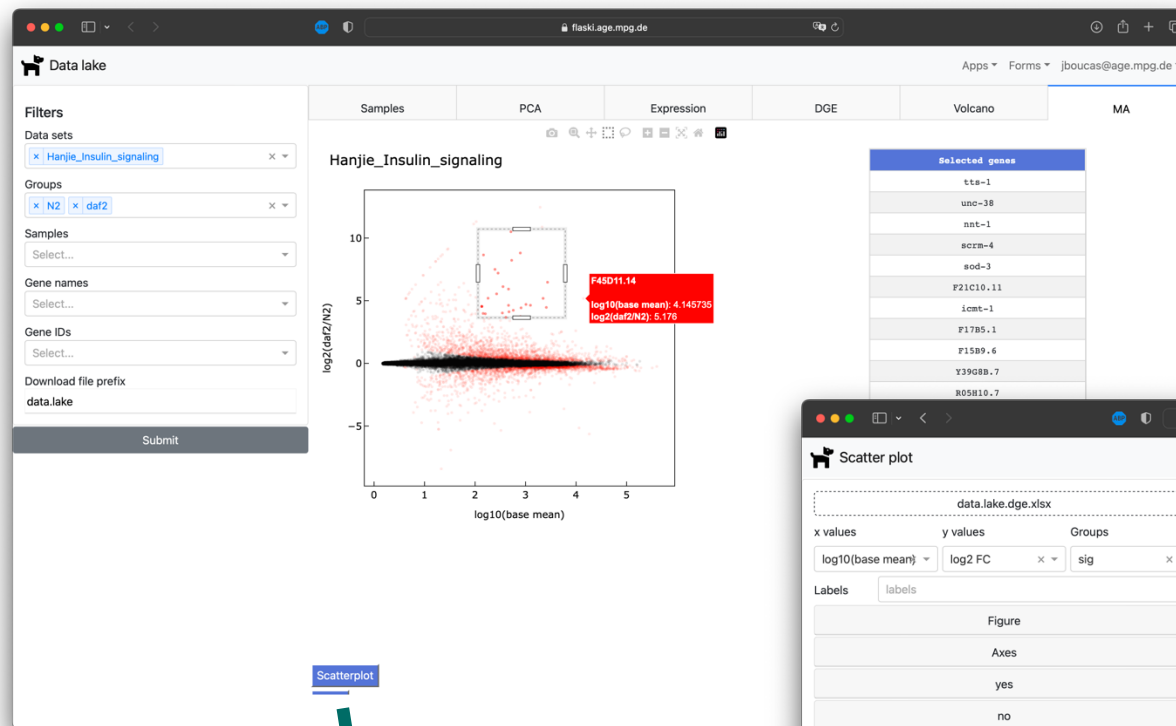 flaski.age.mpg.de
Data lake
Apps
Forms
jboucas@age.mpg.de
Filters
Data sets
× Hanjie_Insulin_signaling
Groups
× N2 × daf2
Samples
Select...
Gene names
Select...
Gene IDs
Select...
Download file prefix
data.lake
Submit
Samples
PCA
Expression
DGE
Volcano
MA
Hanjie_Insulin_signaling
10
5
0
−5
log2(daf2/N2)
0 1 2 3 4 5
log10(base mean)
F45D11.14
log10(base mean): 4.145735
log2(daf2/N2): 5.176
Selected genes
tts-1
unc-38
nnt-1
scrm-4
sod-3
F21C10.11
icmt-1
F17B5.1
F15B9.6
Y39G8B.7
R05H10.7
Scatterplot
ABP
Scatter plot
data.lake.dge.xlsx
x values y values Groups
log10(base mean) log2 FC sig
Labels labels
Figure
Axes
yes
no